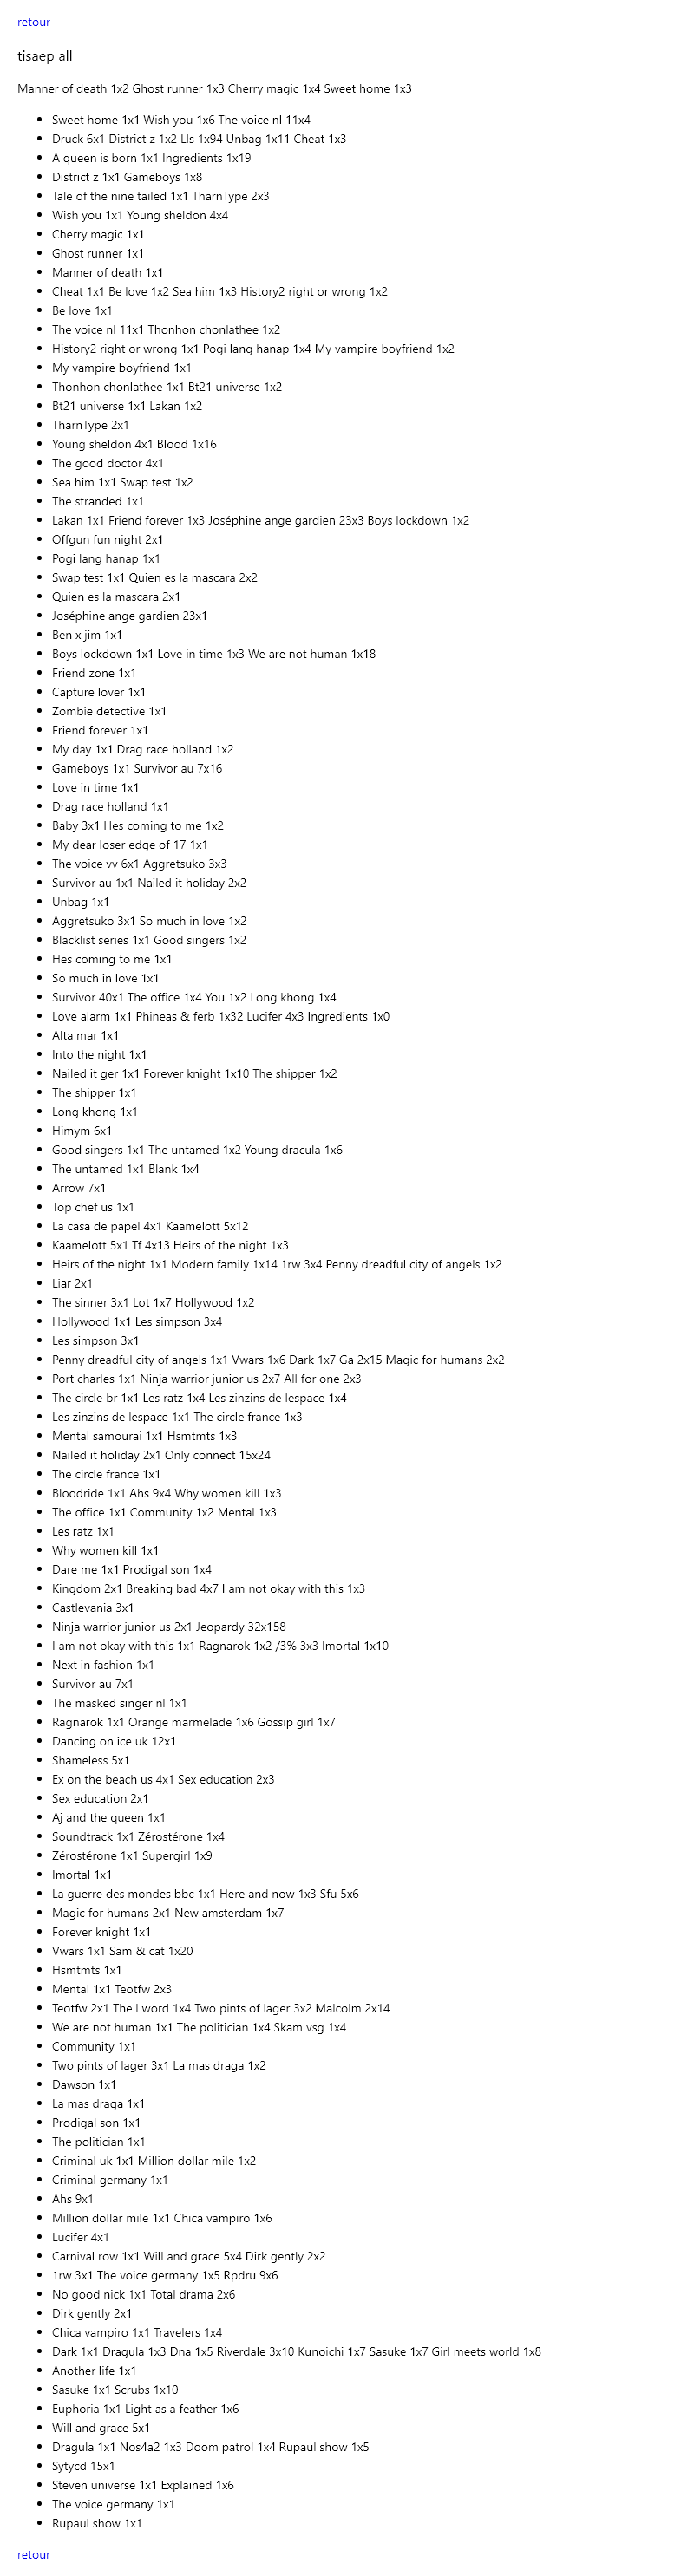 retour
tisaep all
Manner of death 1x2 Ghost runner 1x3 Cherry magic 1x4 Sweet home 1x3
Sweet home 1x1 Wish you 1x6 The voice nl 11x4
Druck 6x1 District z 1x2 Lls 1x94 Unbag 1x11 Cheat 1x3
A queen is born 1x1 Ingredients 1x19
District z 1x1 Gameboys 1x8
Tale of the nine tailed 1x1 TharnType 2x3
Wish you 1x1 Young sheldon 4x4
Cherry magic 1x1
Ghost runner 1x1
Manner of death 1x1
Cheat 1x1 Be love 1x2 Sea him 1x3 History2 right or wrong 1x2
Be love 1x1
The voice nl 11x1 Thonhon chonlathee 1x2
History2 right or wrong 1x1 Pogi lang hanap 1x4 My vampire boyfriend 1x2
My vampire boyfriend 1x1
Thonhon chonlathee 1x1 Bt21 universe 1x2
Bt21 universe 1x1 Lakan 1x2
TharnType 2x1
Young sheldon 4x1 Blood 1x16
The good doctor 4x1
Sea him 1x1 Swap test 1x2
The stranded 1x1
Lakan 1x1 Friend forever 1x3 Joséphine ange gardien 23x3 Boys lockdown 1x2
Offgun fun night 2x1
Pogi lang hanap 1x1
Swap test 1x1 Quien es la mascara 2x2
Quien es la mascara 2x1
Joséphine ange gardien 23x1
Ben x jim 1x1
Boys lockdown 1x1 Love in time 1x3 We are not human 1x18
Friend zone 1x1
Capture lover 1x1
Zombie detective 1x1
Friend forever 1x1
My day 1x1 Drag race holland 1x2
Gameboys 1x1 Survivor au 7x16
Love in time 1x1
Drag race holland 1x1
Baby 3x1 Hes coming to me 1x2
My dear loser edge of 17 1x1
The voice vv 6x1 Aggretsuko 3x3
Survivor au 1x1 Nailed it holiday 2x2
Unbag 1x1
Aggretsuko 3x1 So much in love 1x2
Blacklist series 1x1 Good singers 1x2
Hes coming to me 1x1
So much in love 1x1
Survivor 40x1 The office 1x4 You 1x2 Long khong 1x4
Love alarm 1x1 Phineas & ferb 1x32 Lucifer 4x3 Ingredients 1x0
Alta mar 1x1
Into the night 1x1
Nailed it ger 1x1 Forever knight 1x10 The shipper 1x2
The shipper 1x1
Long khong 1x1
Himym 6x1
Good singers 1x1 The untamed 1x2 Young dracula 1x6
The untamed 1x1 Blank 1x4
Arrow 7x1
Top chef us 1x1
La casa de papel 4x1 Kaamelott 5x12
Kaamelott 5x1 Tf 4x13 Heirs of the night 1x3
Heirs of the night 1x1 Modern family 1x14 1rw 3x4 Penny dreadful city of angels 1x2
Liar 2x1
The sinner 3x1 Lot 1x7 Hollywood 1x2
Hollywood 1x1 Les simpson 3x4
Les simpson 3x1
Penny dreadful city of angels 1x1 Vwars 1x6 Dark 1x7 Ga 2x15 Magic for humans 2x2
Port charles 1x1 Ninja warrior junior us 2x7 All for one 2x3
The circle br 1x1 Les ratz 1x4 Les zinzins de lespace 1x4
Les zinzins de lespace 1x1 The circle france 1x3
Mental samourai 1x1 Hsmtmts 1x3
Nailed it holiday 2x1 Only connect 15x24
The circle france 1x1
Bloodride 1x1 Ahs 9x4 Why women kill 1x3
The office 1x1 Community 1x2 Mental 1x3
Les ratz 1x1
Why women kill 1x1
Dare me 1x1 Prodigal son 1x4
Kingdom 2x1 Breaking bad 4x7 I am not okay with this 1x3
Castlevania 3x1
Ninja warrior junior us 2x1 Jeopardy 32x158
I am not okay with this 1x1 Ragnarok 1x2 /3% 3x3 Imortal 1x10
Next in fashion 1x1
Survivor au 7x1
The masked singer nl 1x1
Ragnarok 1x1 Orange marmelade 1x6 Gossip girl 1x7
Dancing on ice uk 12x1
Shameless 5x1
Ex on the beach us 4x1 Sex education 2x3
Sex education 2x1
Aj and the queen 1x1
Soundtrack 1x1 Zérostérone 1x4
Zérostérone 1x1 Supergirl 1x9
Imortal 1x1
La guerre des mondes bbc 1x1 Here and now 1x3 Sfu 5x6
Magic for humans 2x1 New amsterdam 1x7
Forever knight 1x1
Vwars 1x1 Sam & cat 1x20
Hsmtmts 1x1
Mental 1x1 Teotfw 2x3
Teotfw 2x1 The l word 1x4 Two pints of lager 3x2 Malcolm 2x14
We are not human 1x1 The politician 1x4 Skam vsg 1x4
Community 1x1
Two pints of lager 3x1 La mas draga 1x2
Dawson 1x1
La mas draga 1x1
Prodigal son 1x1
The politician 1x1
Criminal uk 1x1 Million dollar mile 1x2
Criminal germany 1x1
Ahs 9x1
Million dollar mile 1x1 Chica vampiro 1x6
Lucifer 4x1
Carnival row 1x1 Will and grace 5x4 Dirk gently 2x2
1rw 3x1 The voice germany 1x5 Rpdru 9x6
No good nick 1x1 Total drama 2x6
Dirk gently 2x1
Chica vampiro 1x1 Travelers 1x4
Dark 1x1 Dragula 1x3 Dna 1x5 Riverdale 3x10 Kunoichi 1x7 Sasuke 1x7 Girl meets world 1x8
Another life 1x1
Sasuke 1x1 Scrubs 1x10
Euphoria 1x1 Light as a feather 1x6
Will and grace 5x1
Dragula 1x1 Nos4a2 1x3 Doom patrol 1x4 Rupaul show 1x5
Sytycd 15x1
Steven universe 1x1 Explained 1x6
The voice germany 1x1
Rupaul show 1x1
retour